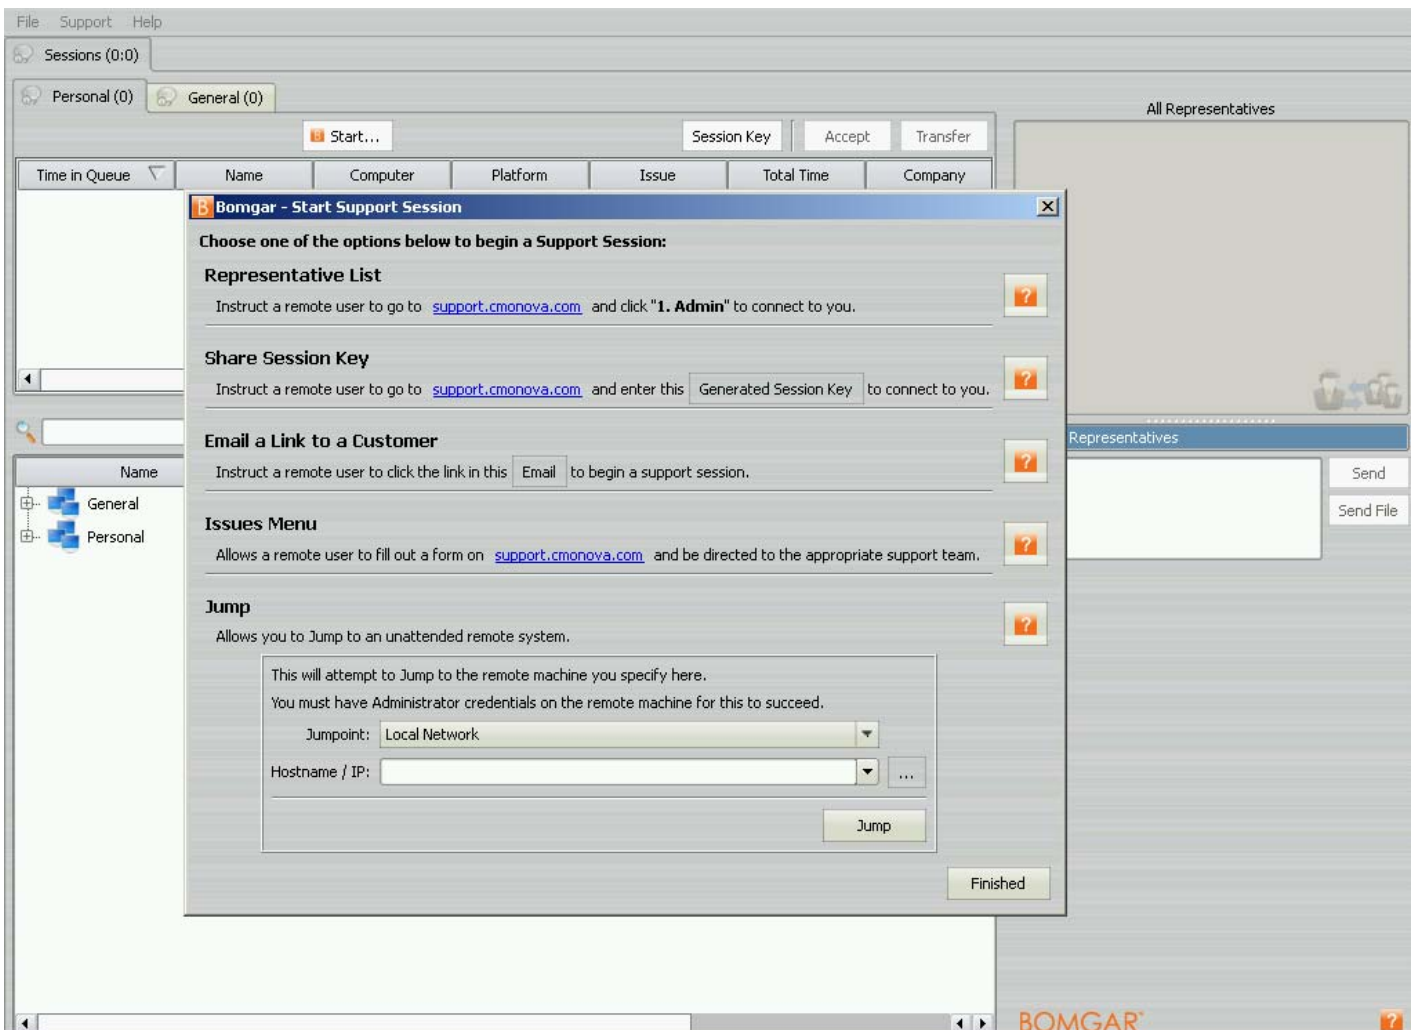 File Support Help
Sessions (0:0)
Personal (0) General (0)
All Representatives
Start... Session Key Accept Transfer
Time in Queue Name Computer Platform Issue Total Time Company
Bomgar - Start Support Session
Choose one of the options below to begin a Support Session:
Representative List
Instruct a remote user to go to support.cmonova.com and click "1. Admin" to connect to you.
?
Share Session Key
Instruct a remote user to go to support.cmonova.com and enter this Generated Session Key to connect to you.
?
Email a Link to a Customer
Instruct a remote user to click the link in this Email to begin a support session.
?
Issues Menu
Allows a remote user to fill out a form on support.cmonova.com and be directed to the appropriate support team.
?
Jump
Allows you to Jump to an unattended remote system.
?
This will attempt to Jump to the remote machine you specify here.
You must have Administrator credentials on the remote machine for this to succeed.
Jumpoint: Local Network
Hostname / IP: ...
Jump
Finished
Name
General
Personal
Representatives
Send
Send File
BOMGAR
?